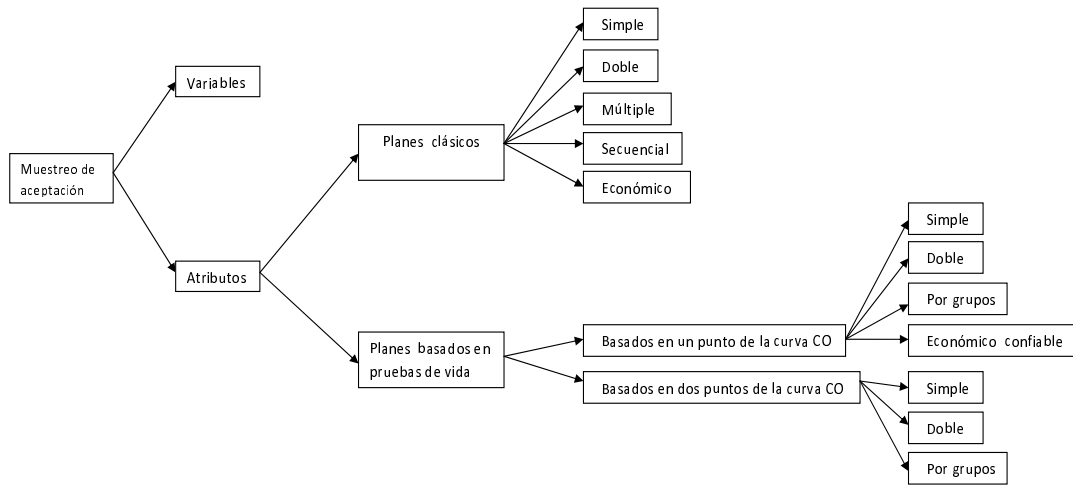 Muestreo de
aceptación
Variables
Atributos
Planes clásicos
Simple
Doble
Múltiple
Secuencial
Económico
Planes basados en
pruebas de vida
Basados en un punto de la curva CO
Simple
Doble
Por grupos
Económico confiable
Basados en dos puntos de la curva CO
Simple
Doble
Por grupos